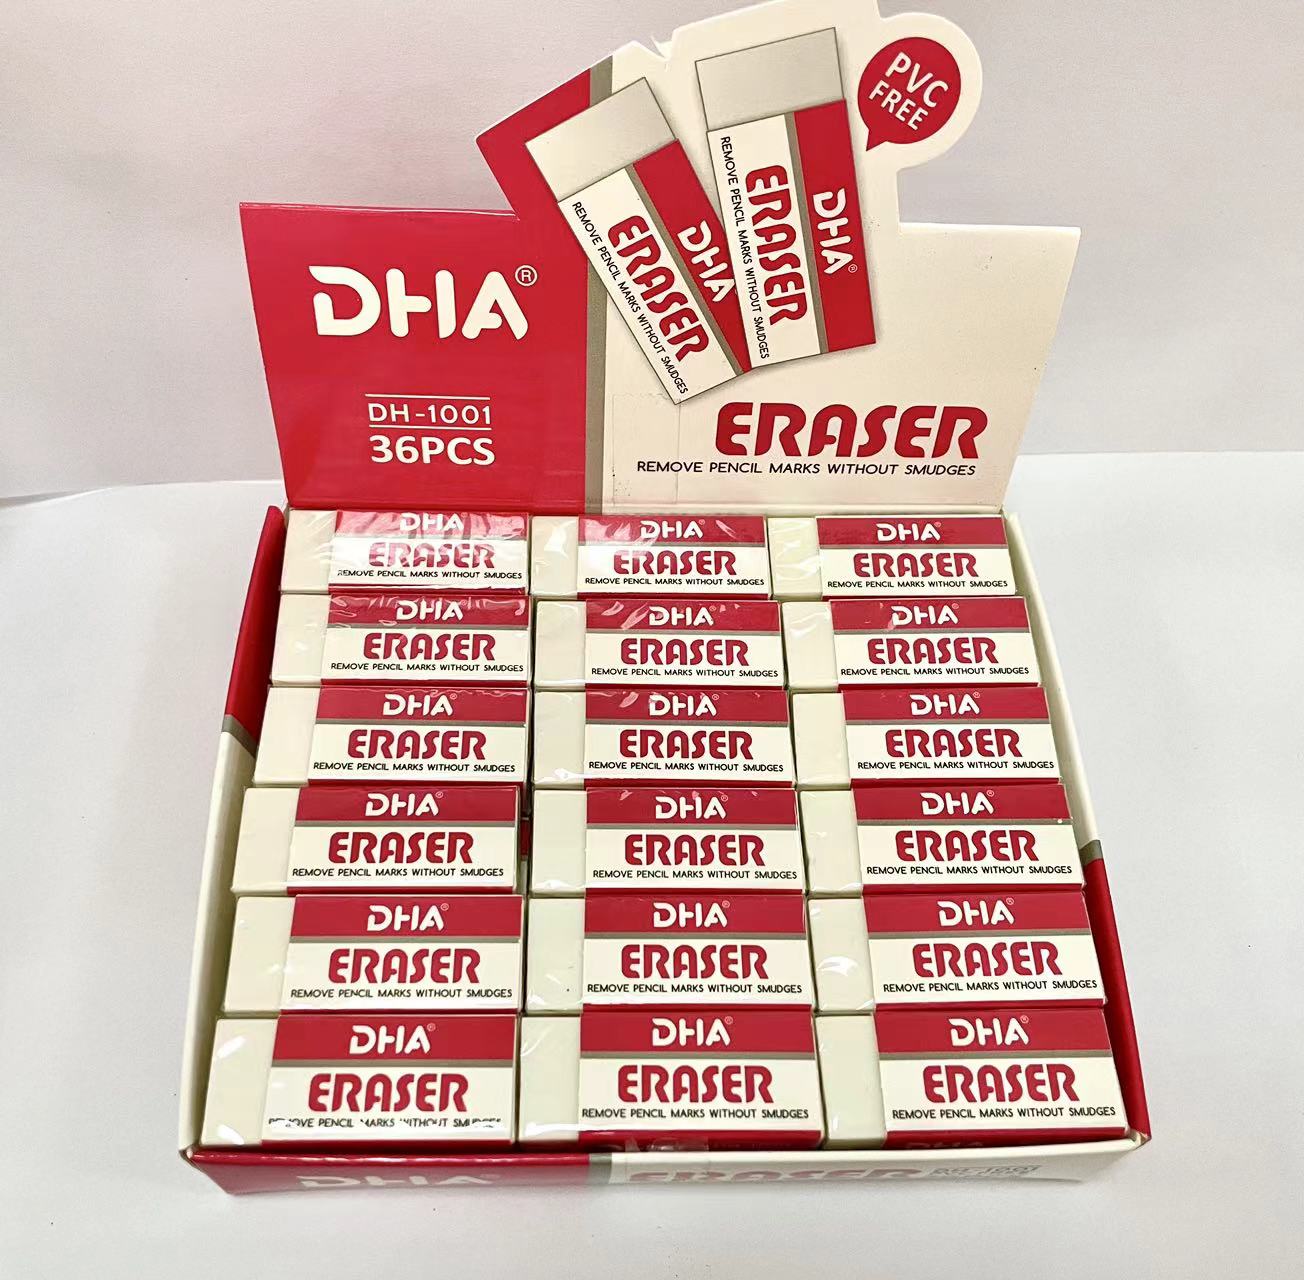 PVC
FREE
DHA
ERASER
REMOVE PENCIL MARKS WITHOUT SMUDGES
DHA®
ERASER
REMOVE PENCIL MARKS WITHOUT SMUDGES
DHA®
DH-1001
36PCS
ERASER
REMOVE PENCIL MARKS WITHOUT SMUDGES
DHA
ERASER
REMOVE PENCIL MARKS WITHOUT SMUDGES
DHA®
ERASER
REMOVE PENCIL MARKS WITHOUT SMUDGES
DHA®
ERASER
REMOVE PENCIL MARKS WITHOUT SMUDGES
DHA®
ERASER
REMOVE PENCIL MARKS WITHOUT SMUDGES
DHA®
ERASER
REMOVE PENCIL MARKS WITHOUT SMUDGES
DHA®
ERASER
REMOVE PENCIL MARKS WITHOUT SMUDGES
DHA®
ERASER
REMOVE PENCIL MARKS WITHOUT SMUDGES
DHA®
ERASER
REMOVE PENCIL MARKS WITHOUT SMUDGES
DHA®
ERASER
REMOVE PENCIL MARKS WITHOUT SMUDGES
DHA®
ERASER
REMOVE PENCIL MARKS WITHOUT SMUDGES
DHA®
ERASER
REMOVE PENCIL MARKS WITHOUT SMUDGES
DHA®
ERASER
REMOVE PENCIL MARKS WITHOUT SMUDGES
DHA®
ERASER
REMOVE PENCIL MARKS WITHOUT SMUDGES
DHA®
ERASER
REMOVE PENCIL MARKS WITHOUT SMUDGES
DHA®
ERASER
REMOVE PENCIL MARKS WITHOUT SMUDGES
DHA®
ERASER
REMOVE PENCIL MARKS WITHOUT SMUDGES
DHA®
ERASER
REMOVE PENCIL MARKS WITHOUT SMUDGES
DHA®
ERASER
REMOVE PENCIL MARKS WITHOUT SMUDGES
DHA ERASER DH-1001